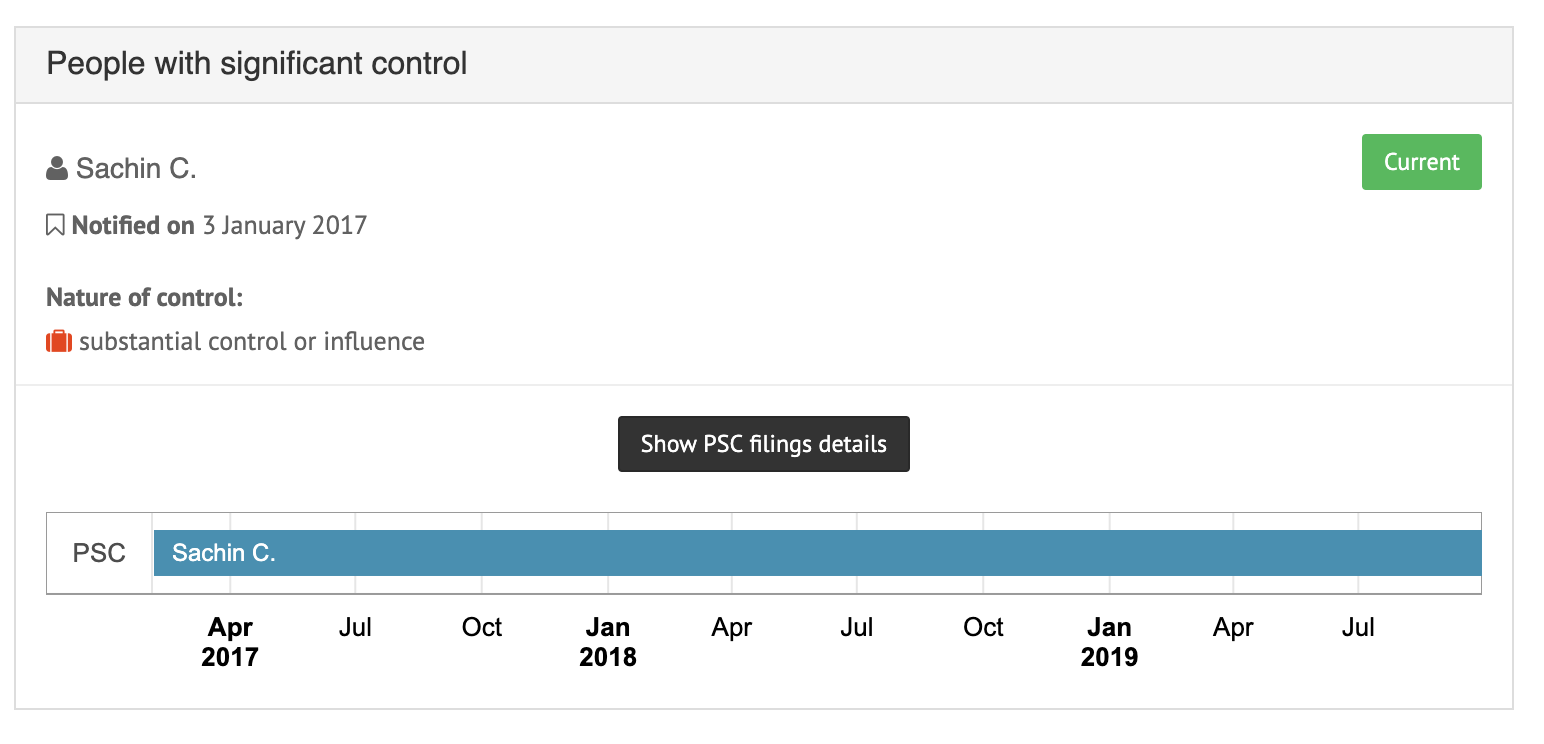 People with significant control
Sachin C.
Current
Notified on 3 January 2017
Nature of control:
substantial control or influence
Show PSC filings details
PSC
Sachin C.
Apr Jul Oct Jan Apr Jul Oct Jan Apr Jul
2017 2018 2019